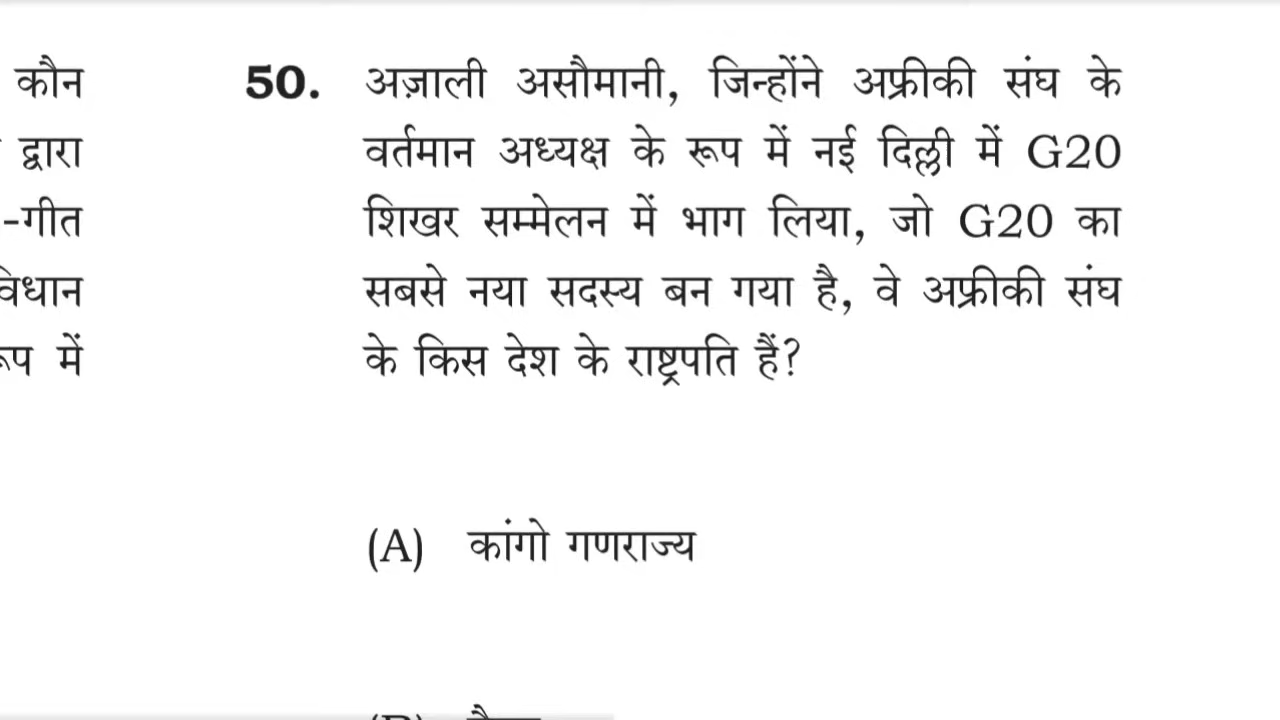 कौन
द्वारा
-गीत
विधान
रूप में
50. अज़ाली असौमानी, जिन्होंने अफ्रीकी संघ के
वर्तमान अध्यक्ष के रूप में नई दिल्ली में G20
शिखर सम्मेलन में भाग लिया, जो G20 का
सबसे नया सदस्य बन गया है, वे अफ्रीकी संघ
के किस देश के राष्ट्रपति हैं?
(A) कांगो गणराज्य
(B)